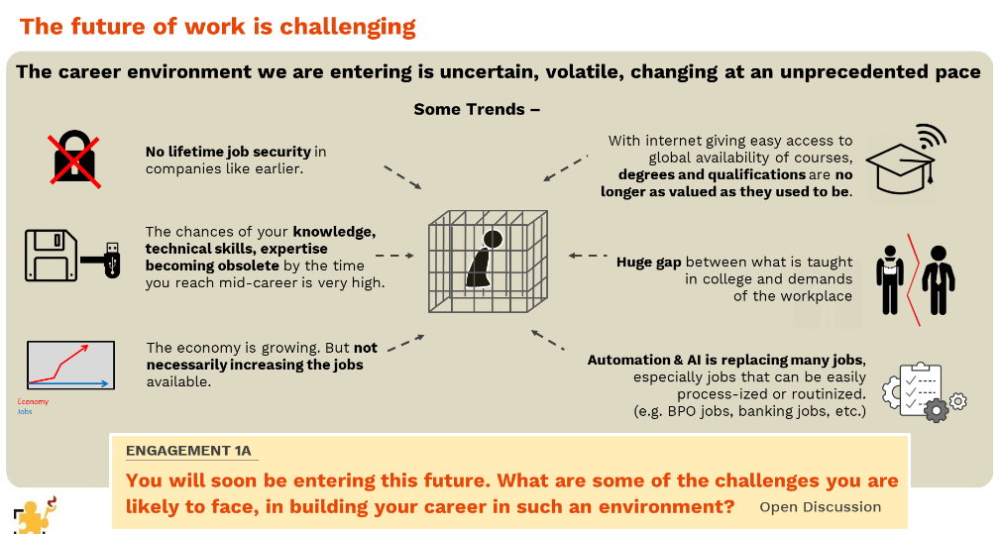 The future of work is challenging
The career environment we are entering is uncertain, volatile, changing at an unprecedented pace
Some Trends –
No lifetime job security in
companies like earlier.
The chances of your knowledge,
technical skills, expertise
becoming obsolete by the time
you reach mid-career is very high.
The economy is growing. But not
necessarily increasing the jobs
available.
Economy
Jobs
With internet giving easy access to
global availability of courses,
degrees and qualifications are no
longer as valued as they used to be.
Huge gap between what is taught
in college and demands
of the workplace
Automation & AI is replacing many jobs,
especially jobs that can be easily
process-ized or routinized.
(e.g. BPO jobs, banking jobs, etc.)
ENGAGEMENT 1A
You will soon be entering this future. What are some of the challenges you are
likely to face, in building your career in such an environment? Open Discussion